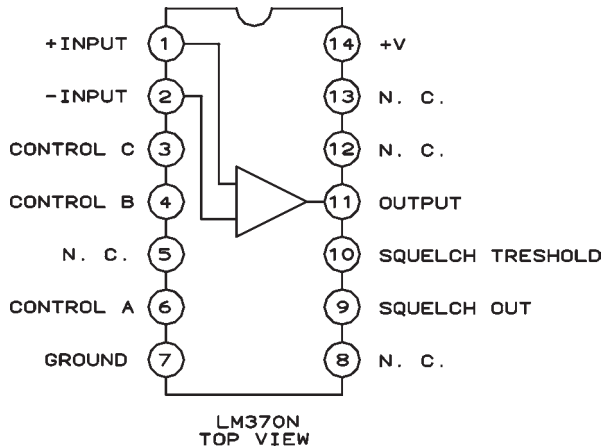 +INPUT 1 14 +V
-INPUT 2 13 N. C.
CONTROL C 3 12 N. C.
CONTROL B 4 11 OUTPUT
N. C. 5 10 SQUELCH TRESHOLD
CONTROL A 6 9 SQUELCH OUT
GROUND 7 8 N. C.
LM370N
TOP VIEW